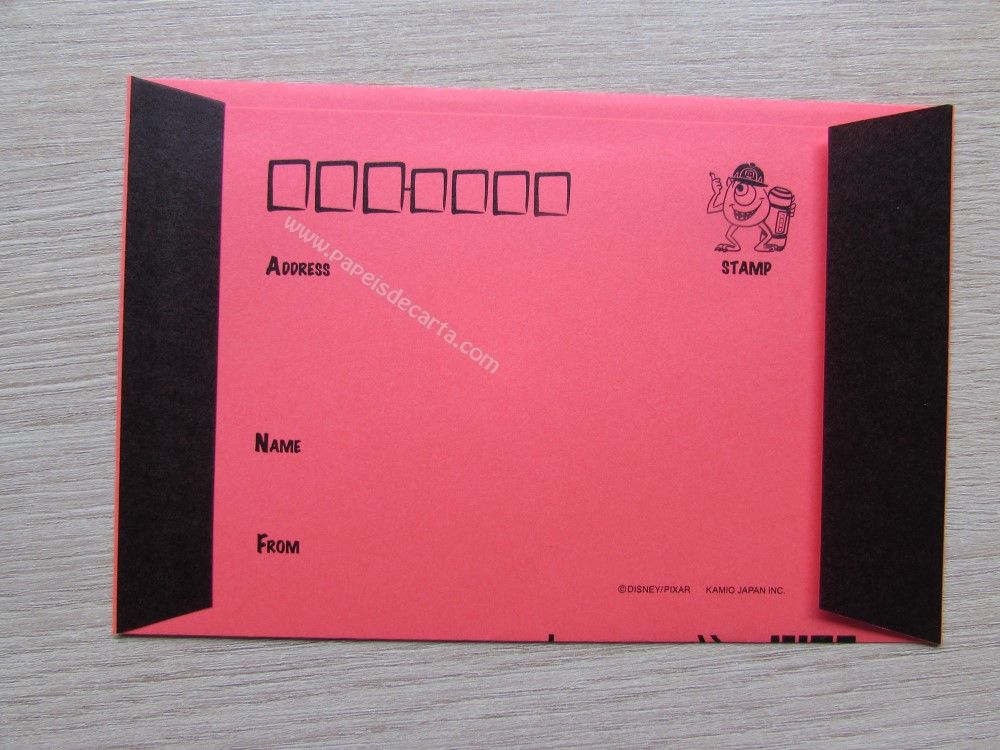 ADDRESS
STAMP
www.papeisdecarta.com
NAME
FROM
©DISNEY/PIXAR KAMIO JAPAN INC.